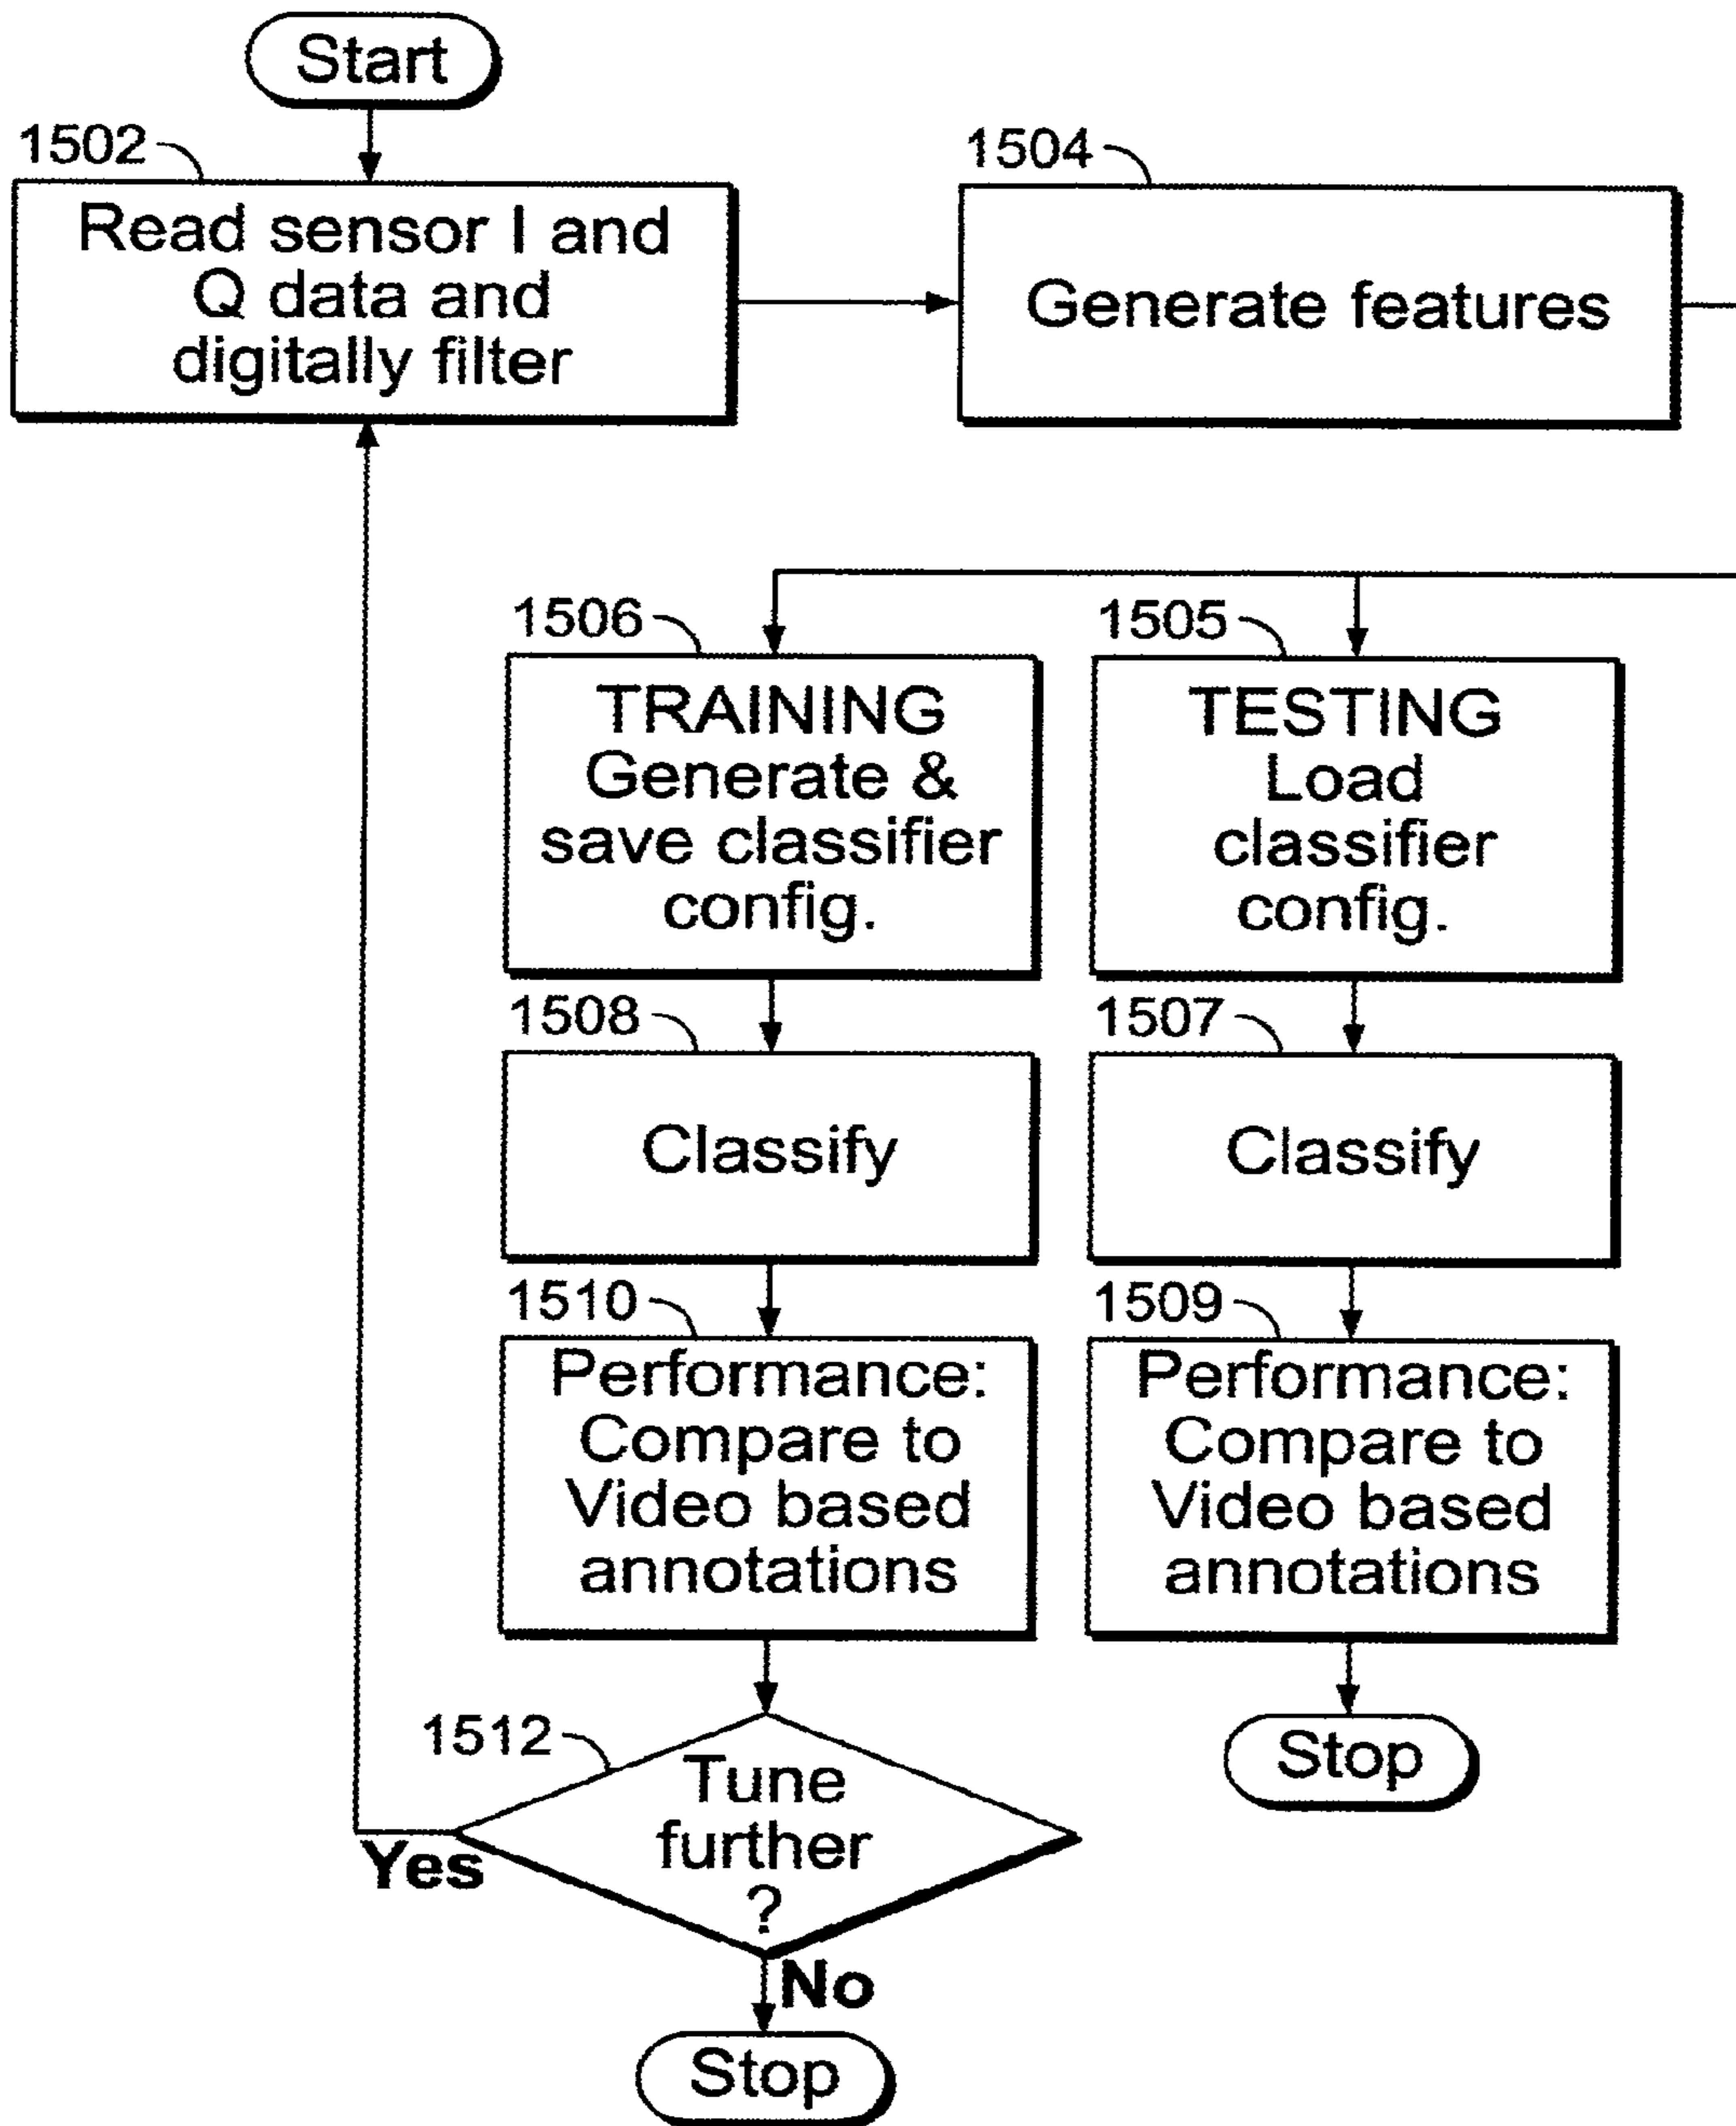 Start
1502
Read sensor I and
Q data and
digitally filter
1504
Generate features
1506
TRAINING
Generate &
save classifier
config.
1505
TESTING
Load
classifier
config.
1508
Classify
1507
Classify
1510
Performance:
Compare to
Video based
annotations
1509
Performance:
Compare to
Video based
annotations
1512
Tune
further
?
Yes
No
Stop
Stop